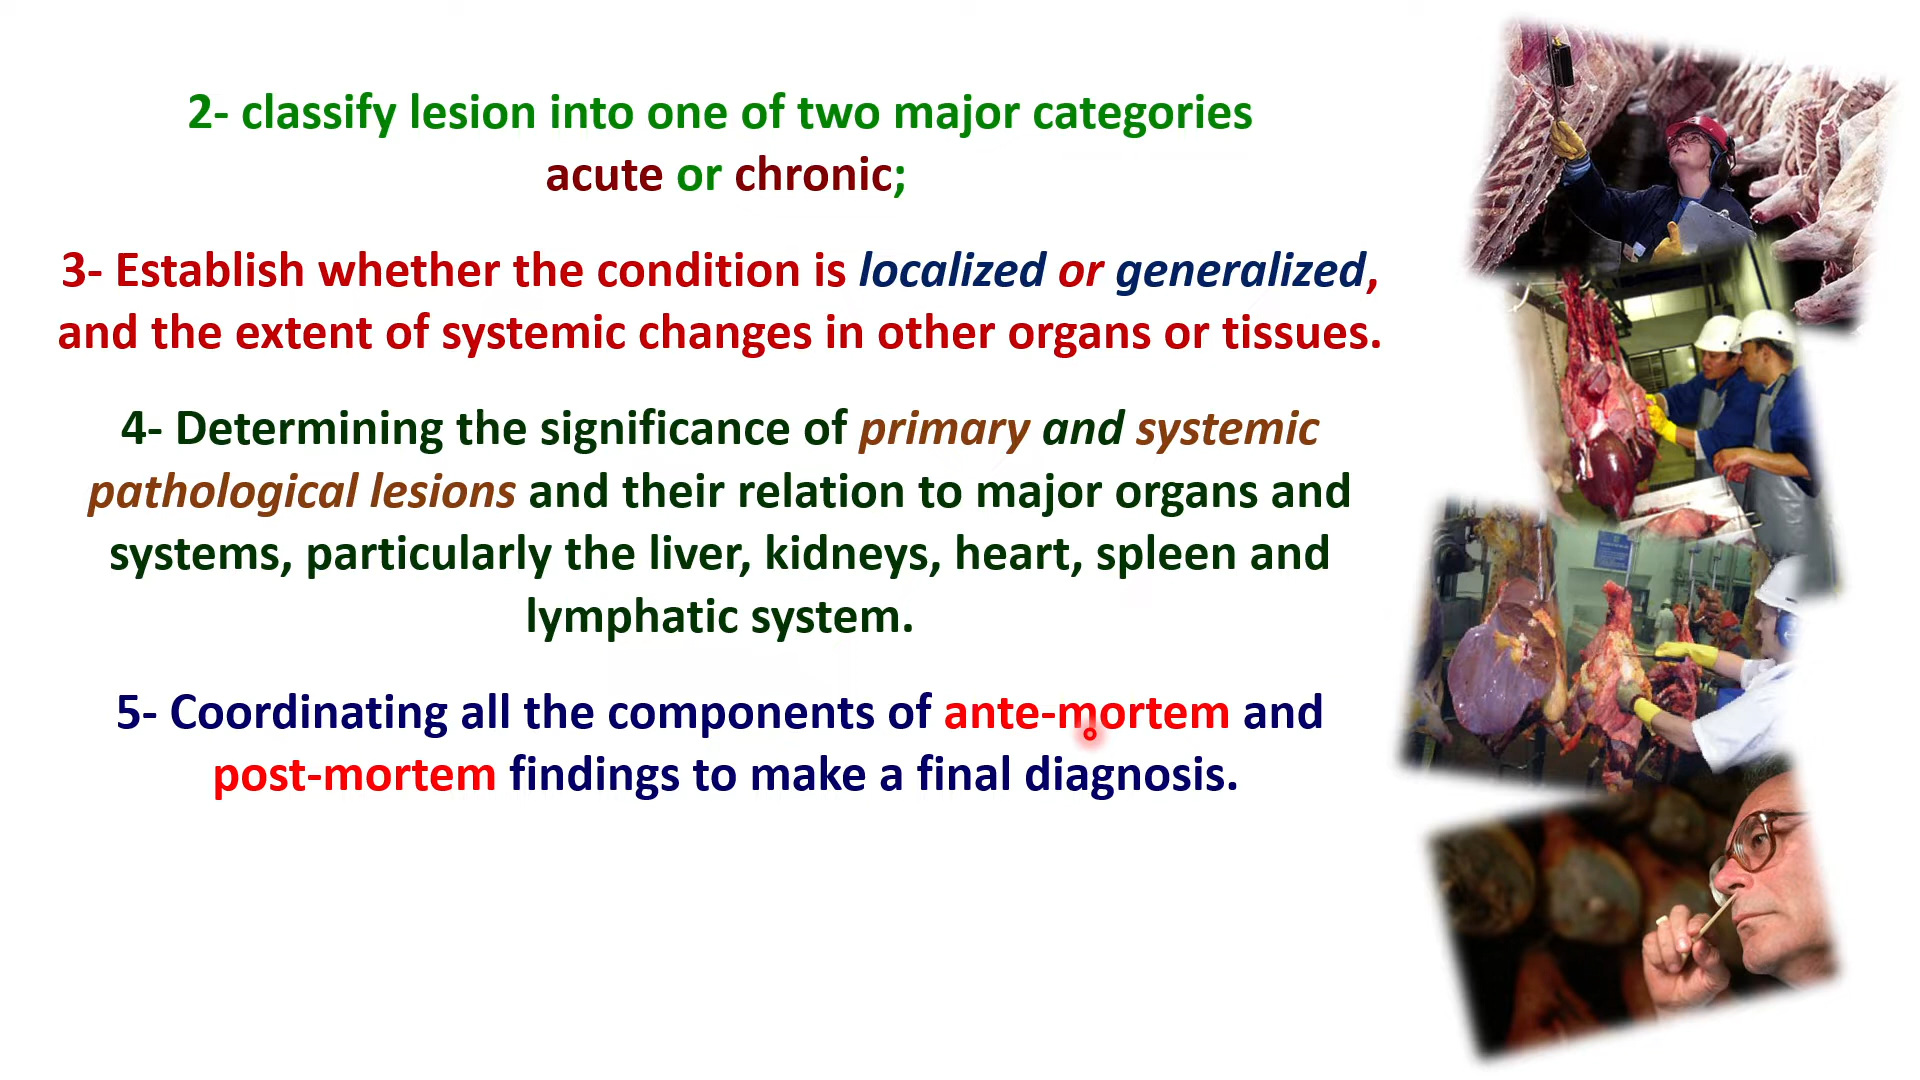 2- classify lesion into one of two major categories
acute or chronic;
3- Establish whether the condition is localized or generalized,
and the extent of systemic changes in other organs or tissues.
4- Determining the significance of primary and systemic
pathological lesions and their relation to major organs and
systems, particularly the liver, kidneys, heart, spleen and
lymphatic system.
5- Coordinating all the components of ante-mortem and
post-mortem findings to make a final diagnosis.